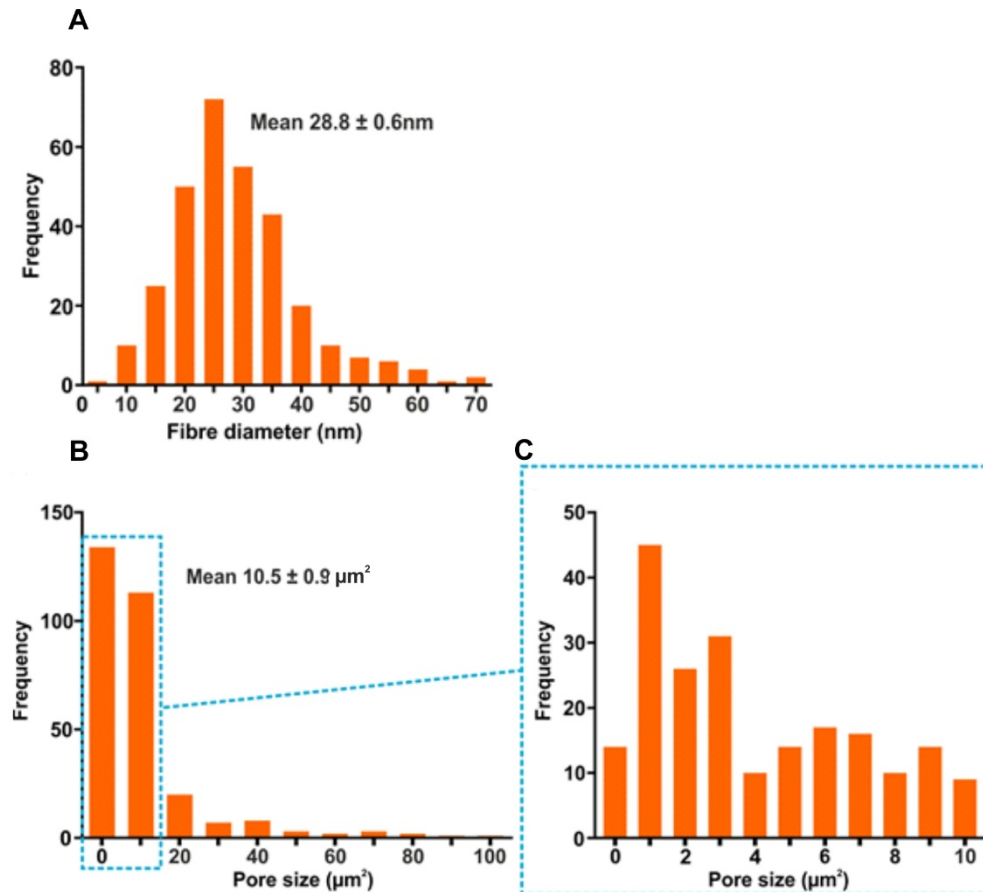 A
80
60
40
20
0
Frequency
Mean 28.8 ± 0.6nm
0 10 20 30 40 50 60 70
Fibre diameter (nm)
B
150
100
50
0
Frequency
Mean 10.5 ± 0.9 µm²
0 20 40 60 80 100
Pore size (µm²)
C
50
40
30
20
10
0
Frequency
0 2 4 6 8 10
Pore size (µm²)